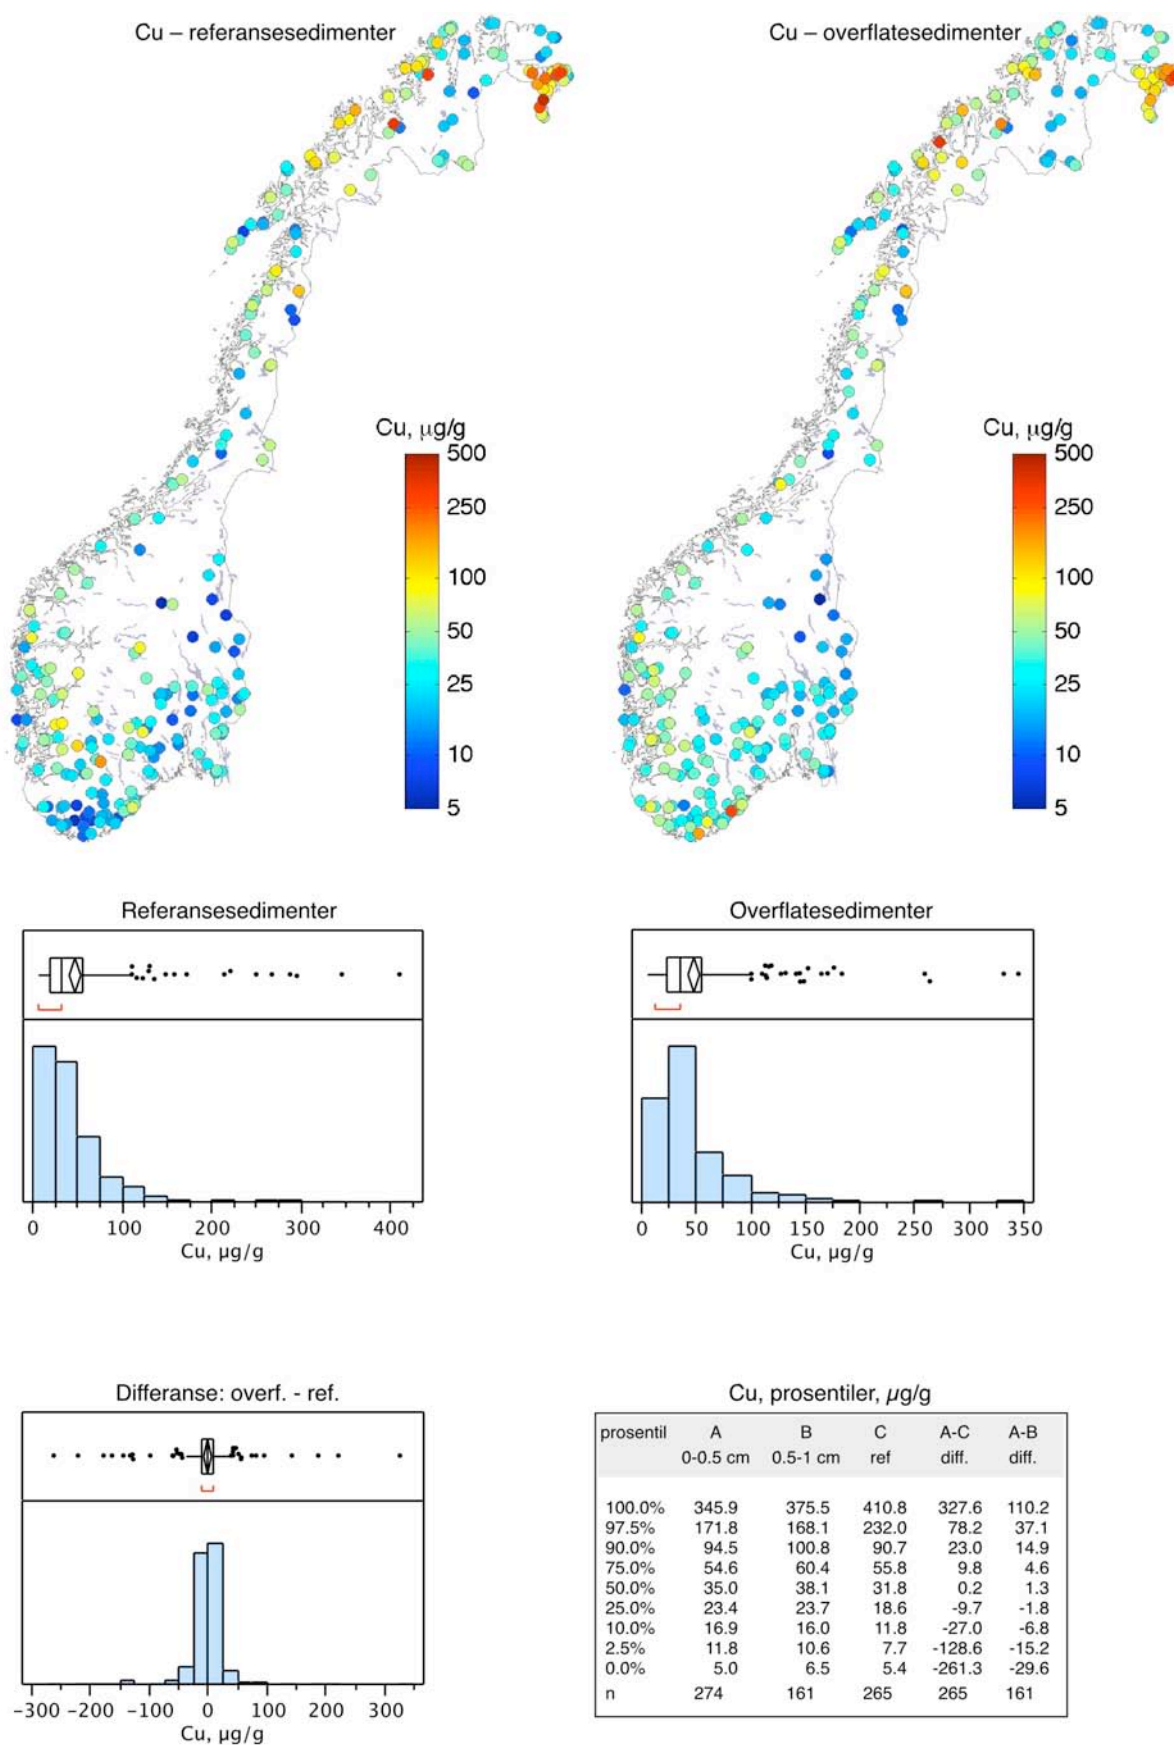 Cu – referansesedimenter
Cu – overflatesedimenter
Cu, μg/g
500
250
100
50
25
10
5
Cu, μg/g
500
250
100
50
25
10
5
Referansesedimenter
0 100 200 300 400
Cu, µg/g
Overflatesedimenter
0 50 100 150 200 250 300 350
Cu, µg/g
Differanse: overf. - ref.
−300 −200 −100 0 100 200 300
Cu, µg/g
Cu, prosentiler, µg/g
prosentil A B C A-C A-B
0-0.5 cm 0.5-1 cm ref diff. diff.
100.0% 345.9 375.5 410.8 327.6 110.2
97.5% 171.8 168.1 232.0 78.2 37.1
90.0% 94.5 100.8 90.7 23.0 14.9
75.0% 54.6 60.4 55.8 9.8 4.6
50.0% 35.0 38.1 31.8 0.2 1.3
25.0% 23.4 23.7 18.6 -9.7 -1.8
10.0% 16.9 16.0 11.8 -27.0 -6.8
2.5% 11.8 10.6 7.7 -128.6 -15.2
0.0% 5.0 6.5 5.4 -261.3 -29.6
n 274 161 265 265 161